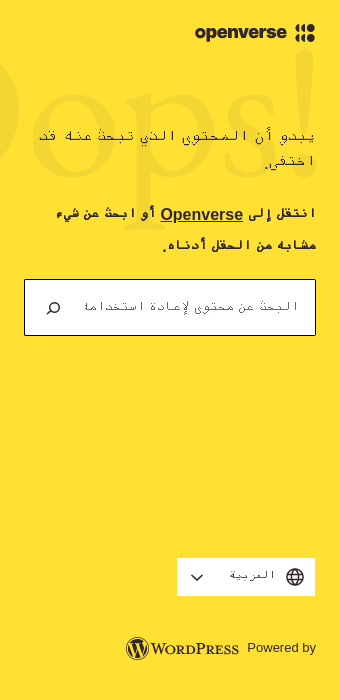 openverse
Oops!
يبدو أن المحتوى الذي تبحث عنه قد
اختفى.
انتقل إلى Openverse أو ابحث عن شيء
مشابه من الحقل أدناه.
البحث عن محتوى لإعادة استخدامه
العربية
Powered by WORDPRESS